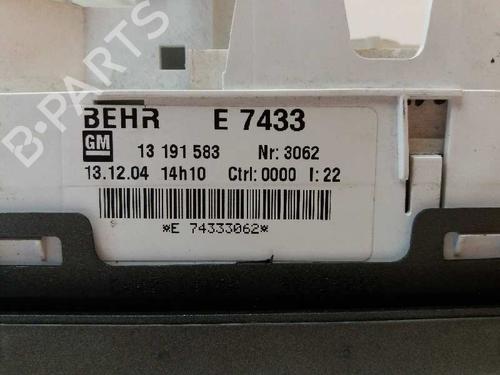 B-PARTS
BEHR E 7433
GM 13 191 583 Nr: 3062
13.12.04 14h10 Ctrl: 0000 I: 22
*E 74333062*